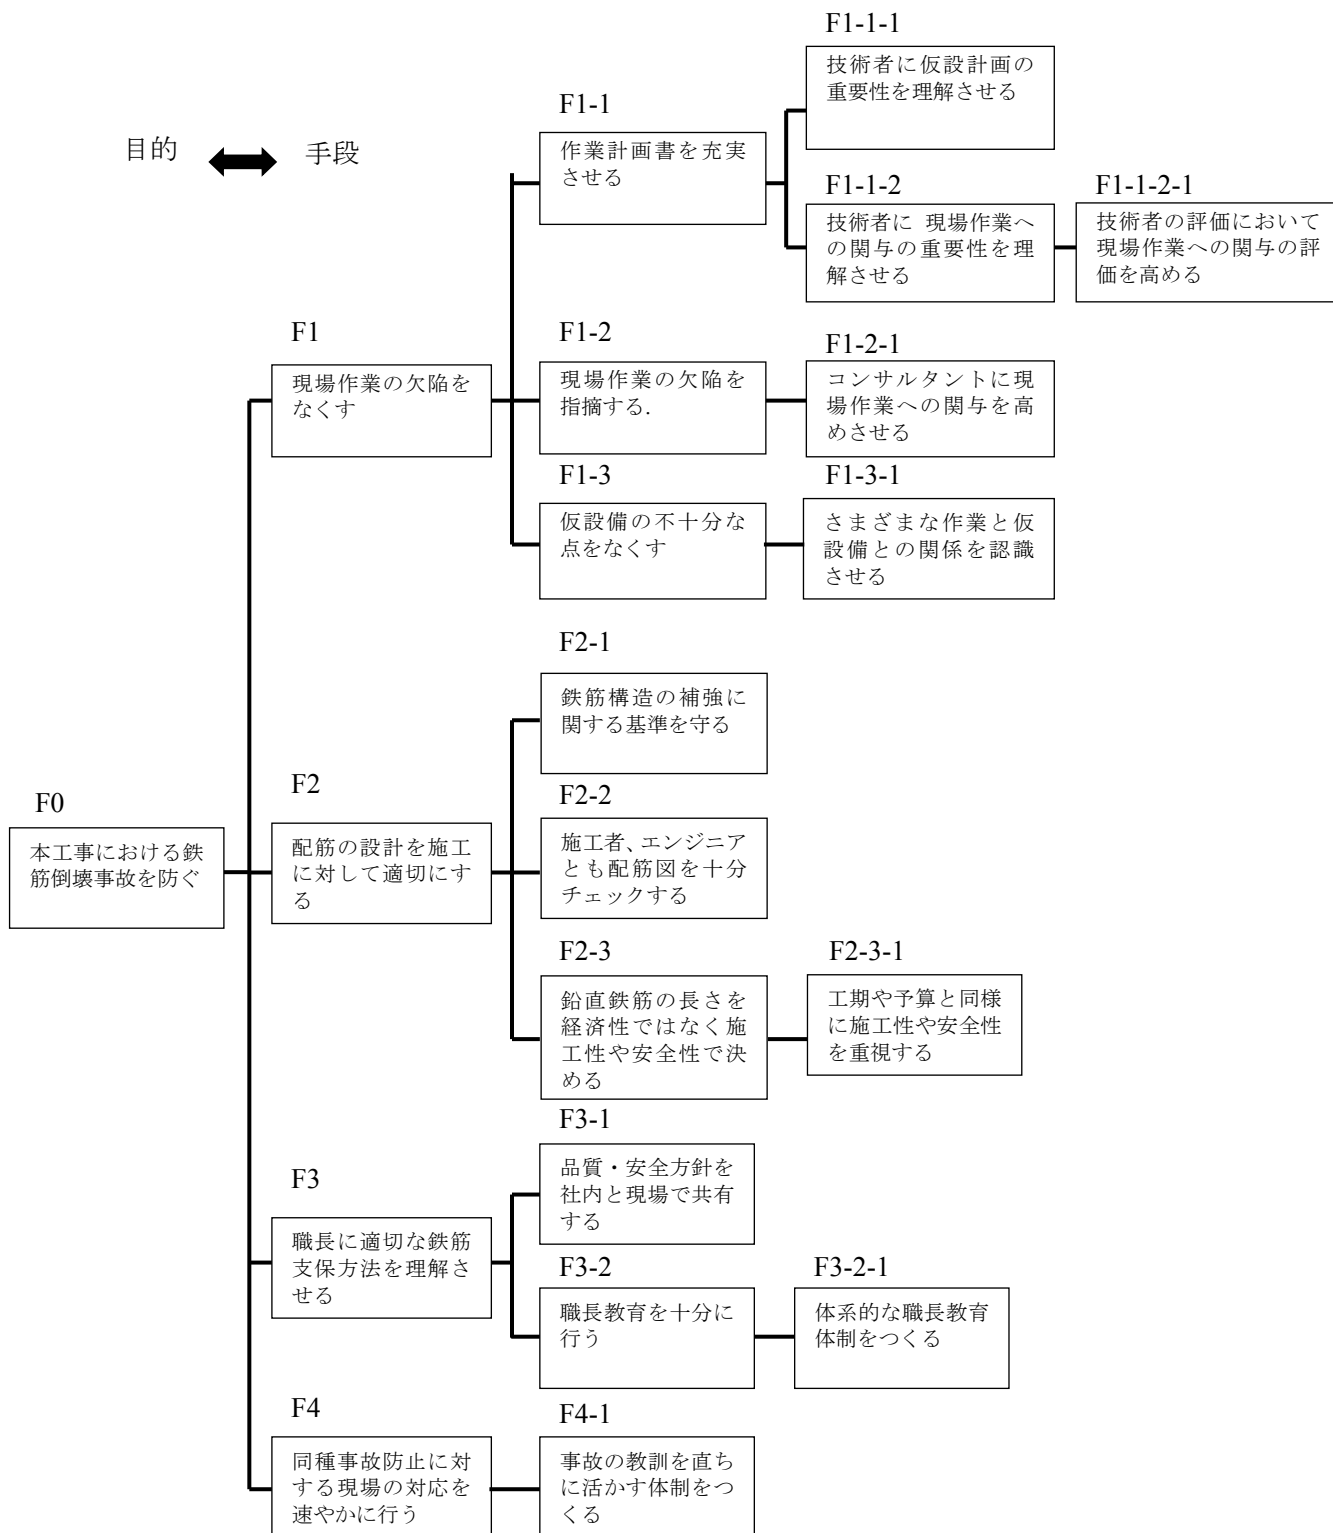 目的 手段
F1-1-1
技術者に仮設計画の
重要性を理解させる
F1-1
作業計画書を充実
させる
F1-1-2
技術者に 現場作業へ
の関与の重要性を理
解させる
F1-1-2-1
技術者の評価において
現場作業への関与の評
価を高める
F1
現場作業の欠陥を
なくす
F1-2
現場作業の欠陥を
指摘する.
F1-2-1
コンサルタントに現
場作業への関与を高
めさせる
F1-3
仮設備の不十分な
点をなくす
F1-3-1
さまざまな作業と仮
設備との関係を認識
させる
F2-1
鉄筋構造の補強に
関する基準を守る
F0
本工事における鉄
筋倒壊事故を防ぐ
F2
配筋の設計を施工
に対して適切にす
る
F2-2
施工者、エンジニア
とも配筋図を十分
チェックする
F2-3
鉛直鉄筋の長さを
経済性ではなく施
工性や安全性で決
める
F2-3-1
工期や予算と同様
に施工性や安全性
を重視する
F3-1
品質・安全方針を
社内と現場で共有
する
F3
職長に適切な鉄筋
支保方法を理解さ
せる
F3-2
職長教育を十分に
行う
F3-2-1
体系的な職長教育
体制をつくる
F4
同種事故防止に対
する現場の対応を
速やかに行う
F4-1
事故の教訓を直ち
に活かす体制をつ
くる